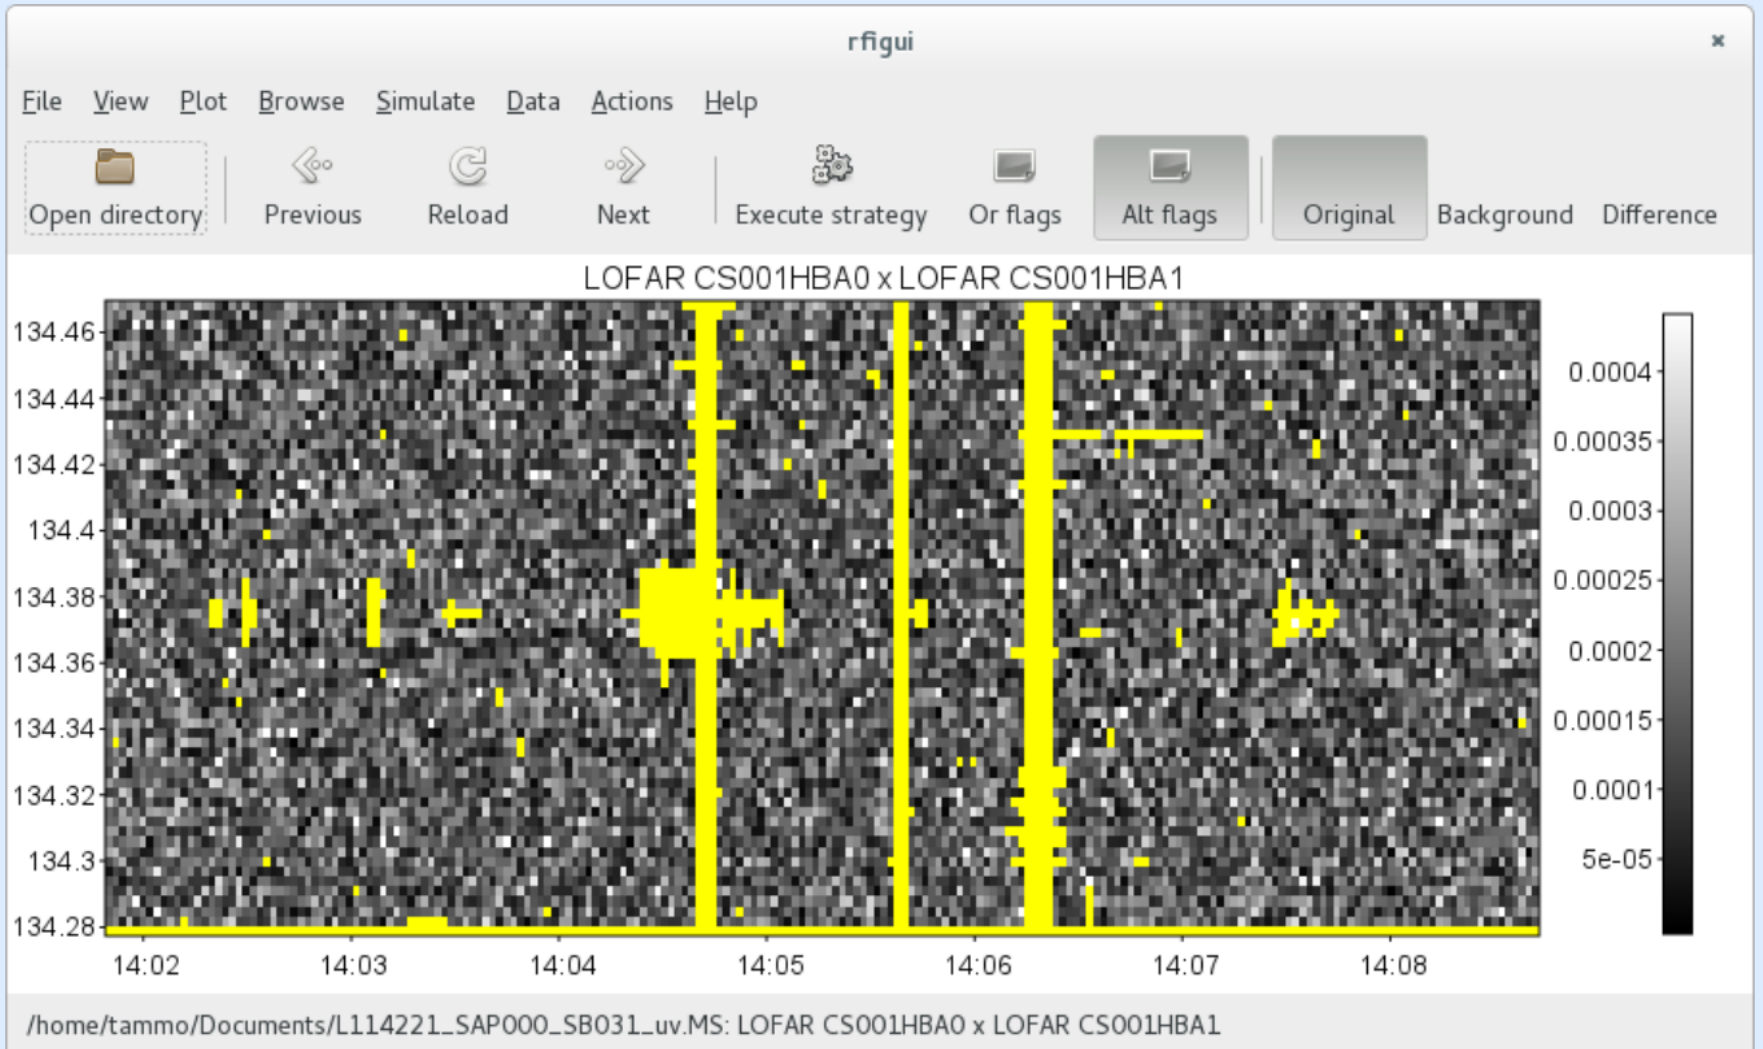 rfigui
File View Plot Browse Simulate Data Actions Help
Open directory Previous Reload Next Execute strategy Or flags Alt flags Original Background Difference
LOFAR CS001HBA0 x LOFAR CS001HBA1
134.46
134.44
134.42
134.4
134.38
134.36
134.34
134.32
134.3
134.28
0.0004
0.00035
0.0003
0.00025
0.0002
0.00015
0.0001
5e-05
14:02 14:03 14:04 14:05 14:06 14:07 14:08
/home/tammo/Documents/L114221_SAP000_SB031_uv.MS: LOFAR CS001HBA0 x LOFAR CS001HBA1